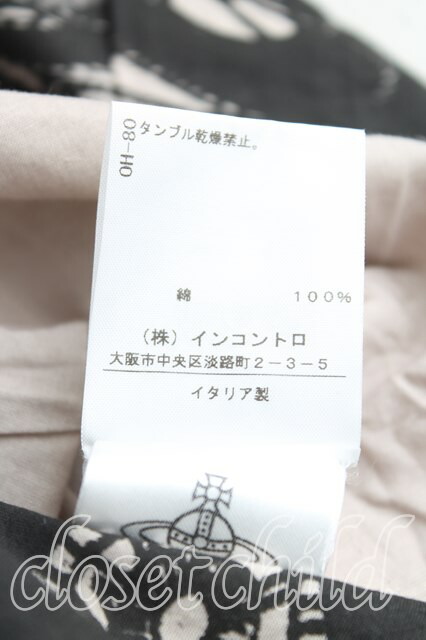 タンブル乾燥禁止。
OH-80
綿 100%
(株)インコントロ
大阪市中央区淡路町2-3-5
イタリア製
closetchild